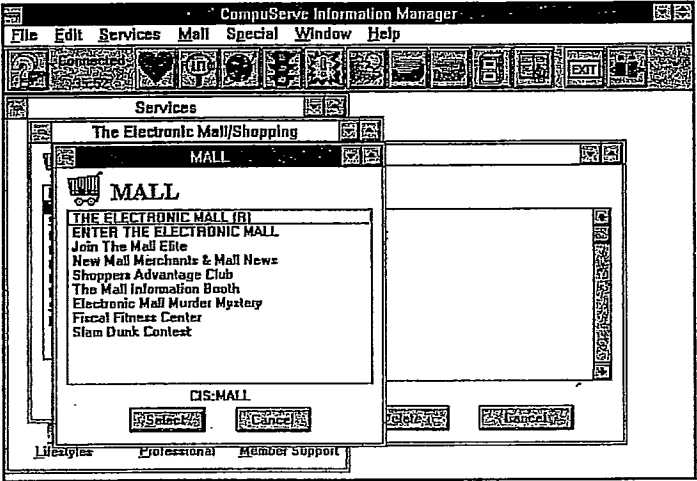 CompuServe Information Manager
File Edit Services Mail Special Window Help
Connected
EXIT
Services
The Electronic Mall/Shopping
MALL
MALL
THE ELECTRONIC MALL (R)
ENTER THE ELECTRONIC MALL
Join The Mall Elite
New Mall Merchants & Mall News
Shoppers Advantage Club
The Mall Information Booth
Electronic Mall Murder Mystery
Fiscal Fitness Center
Slam Dunk Contest
CIS:MALL
Select Cancel Delete Cancel
Lifestyles Professional Member Support